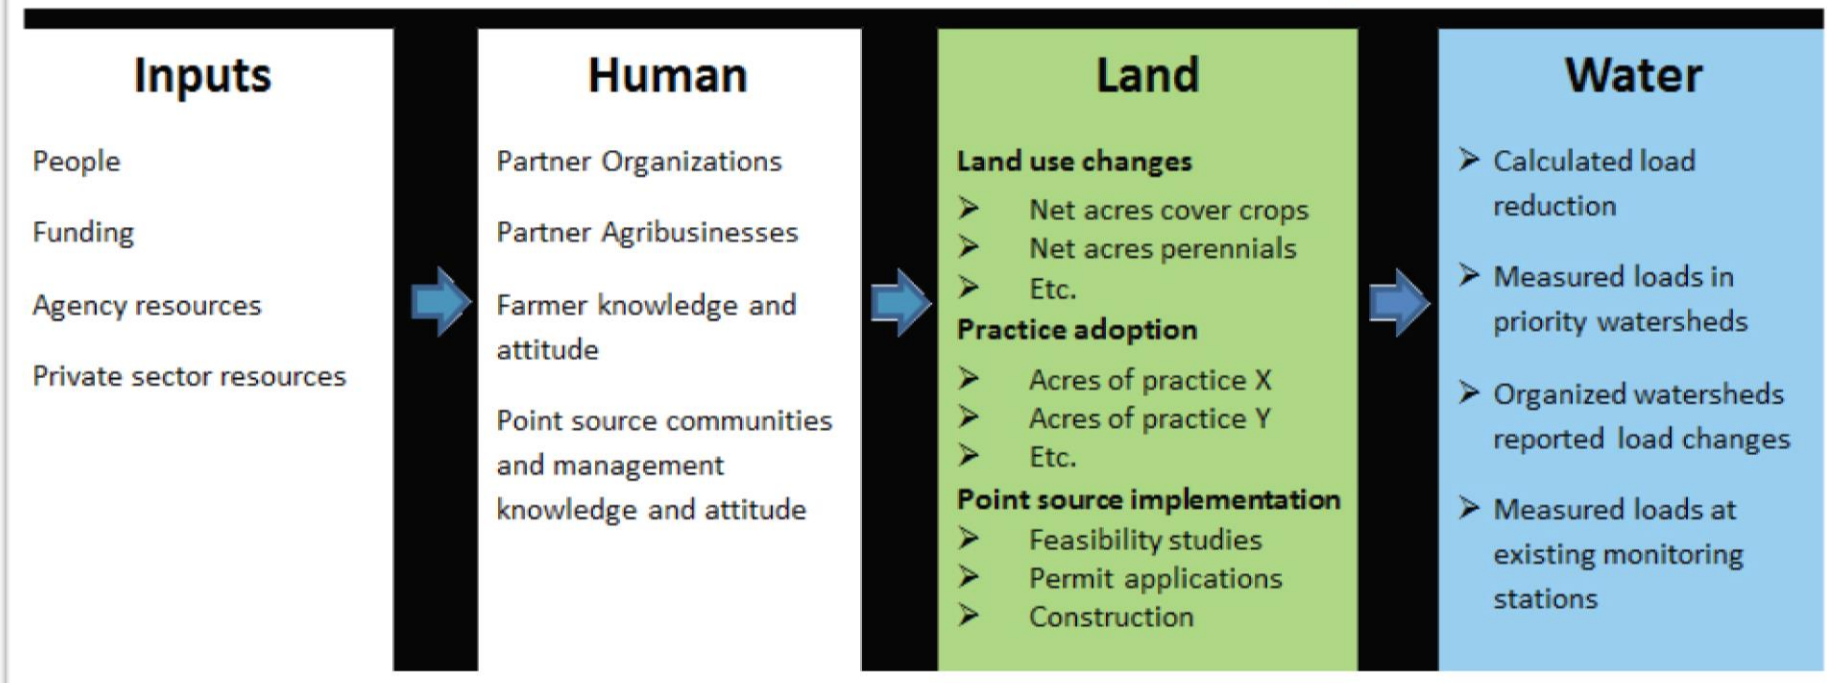 Inputs
People
Funding
Agency resources
Private sector resources
Human
Partner Organizations
Partner Agribusinesses
Farmer knowledge and
attitude
Point source communities
and management
knowledge and attitude
Land
Land use changes
➢ Net acres cover crops
➢ Net acres perennials
➢ Etc.
Practice adoption
➢ Acres of practice X
➢ Acres of practice Y
➢ Etc.
Point source implementation
➢ Feasibility studies
➢ Permit applications
➢ Construction
Water
➢ Calculated load
reduction
➢ Measured loads in
priority watersheds
➢ Organized watersheds
reported load changes
➢ Measured loads at
existing monitoring
stations